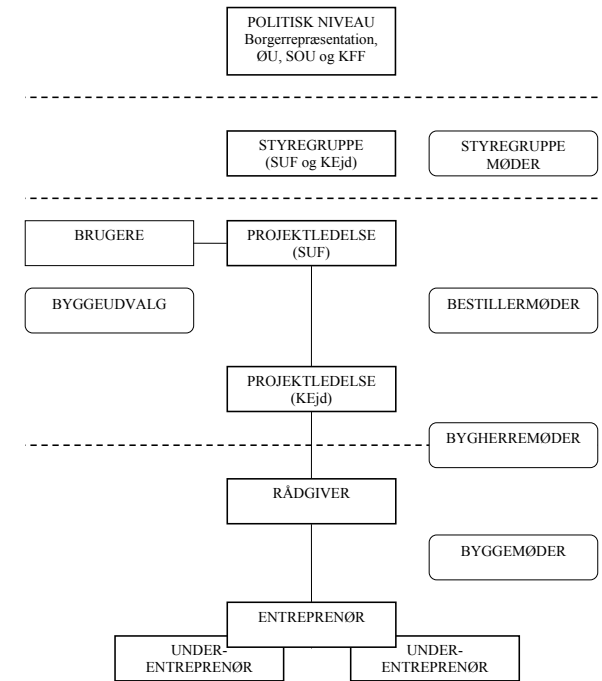 POLITISK NIVEAU
Borgerrepræsentation,
ØU, SOU og KFF
STYREGRUPPE
(SUF og KEjd)
STYREGRUPPE
MØDER
BRUGERE
PROJEKTLEDELSE
(SUF)
BYGGEUDVALG
BESTILLERMØDER
PROJEKTLEDELSE
(KEjd)
BYGHERREMØDER
RÅDGIVER
BYGGEMØDER
ENTREPRENØR
UNDER-
ENTREPRENØR
UNDER-
ENTREPRENØR